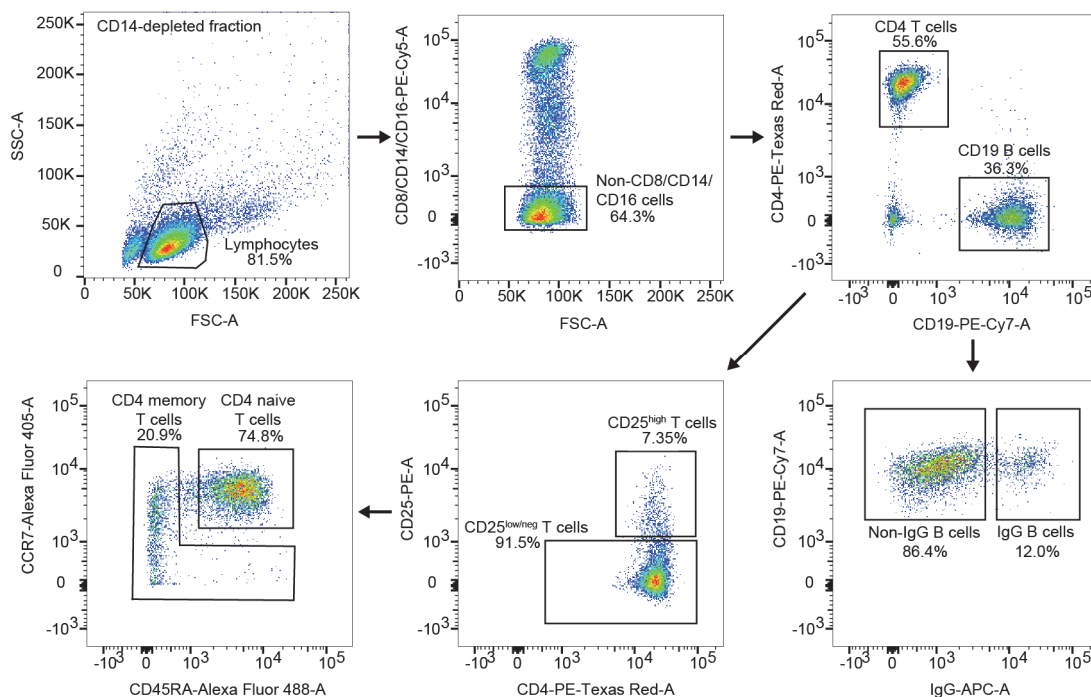 CD14-depleted fraction
250K
200K
150K
100K
50K
0
SSC-A
Lymphocytes
81.5%
0 50K 100K 150K 200K 250K
FSC-A
CD8/CD14/CD16-PE-Cy5-A
10⁵
10⁴
10³
0
-10³
Non-CD8/CD14/
CD16 cells
64.3%
0 50K 100K 150K 200K 250K
FSC-A
CD4-PE-Texas Red-A
10⁵
10⁴
10³
0
-10³
CD4 T cells
55.6%
CD19 B cells
36.3%
-10³ 0 10³ 10⁴ 10⁵
CD19-PE-Cy7-A
CCR7-Alexa Fluor 405-A
10⁵
10⁴
10³
0
-10³
CD4 memory
T cells
20.9%
CD4 naive
T cells
74.8%
0 10³ 10⁴ 10⁵
CD45RA-Alexa Fluor 488-A
CD25-PE-A
10⁵
10⁴
10³
0
-10³
CD25ʰⁱᵍʰ T cells
7.35%
CD25ˡᵒʷ/ⁿᵉᵍ T cells
91.5%
-10³ 0 10³ 10⁴ 10⁵
CD4-PE-Texas Red-A
CD19-PE-Cy7-A
10⁵
10⁴
10³
0
-10³
Non-IgG B cells
86.4%
IgG B cells
12.0%
-10³ 0 10³ 10⁴ 10⁵
IgG-APC-A